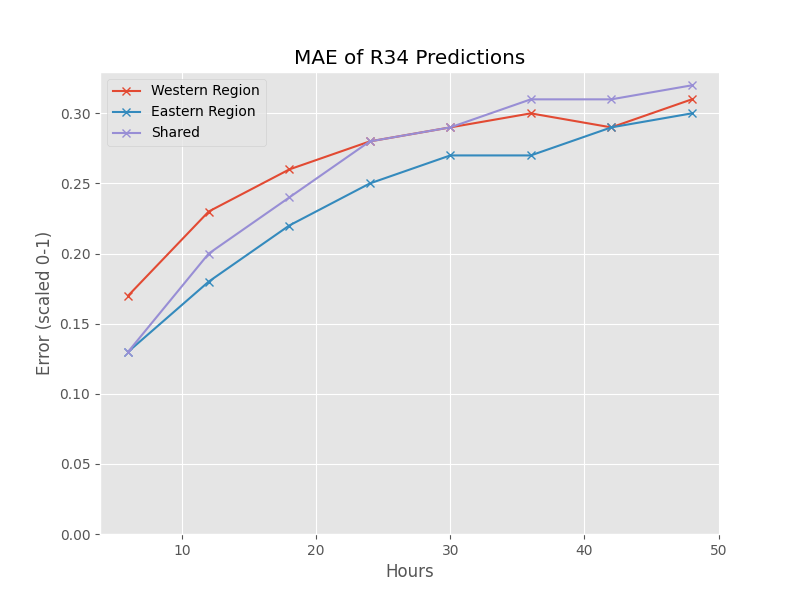 MAE of R34 Predictions
Western Region
Eastern Region
Shared
Error (scaled 0-1)
0.30
0.25
0.20
0.15
0.10
0.05
0.00
10 20 30 40 50
Hours